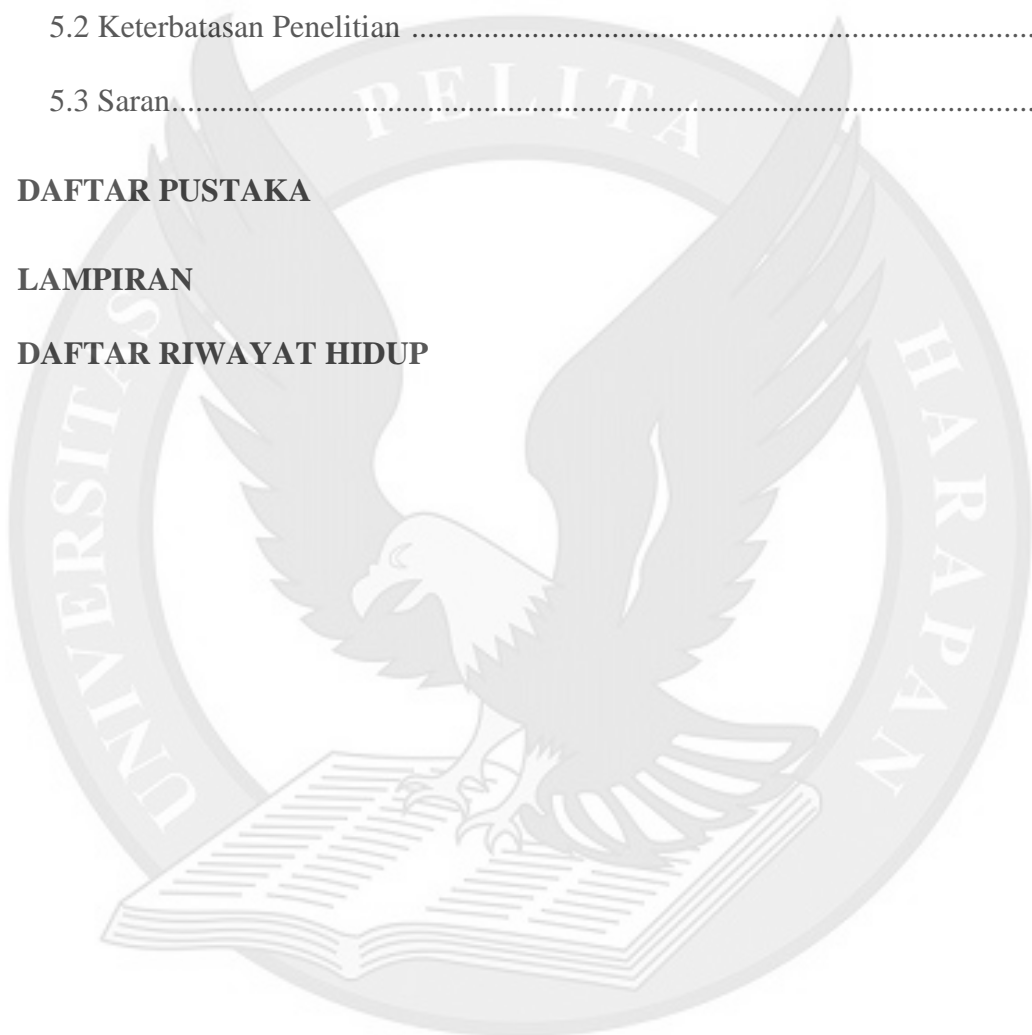 5.2 Keterbatasan Penelitian ................................................................................
5.3 Saran..............................................................................................................
DAFTAR PUSTAKA
LAMPIRAN
DAFTAR RIWAYAT HIDUP
UNIVERSITAS PELITA HARAPAN